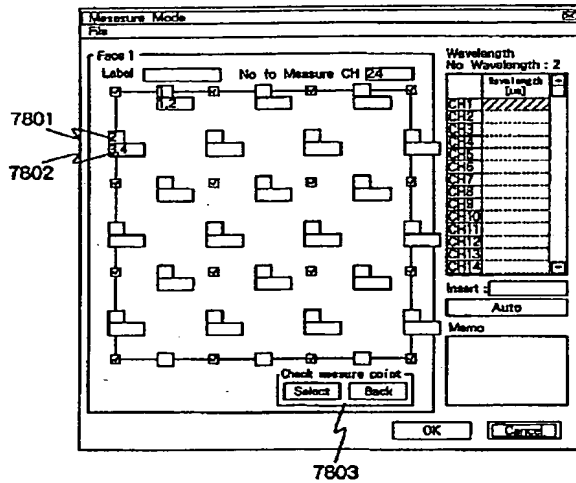 Measure Mode
File
Face 1
Label
No to Measure CH 24
1,2
2
3,4
7801
7802
Wavelength
No Wavelength : 2
Wavelength
[um]
CH1
CH2
CH3
CH4
CH5
CH6
CH7
CH8
CH9
CH10
CH11
CH12
CH13
CH14
Insert :
Auto
Memo
Check measure point
Select
Back
OK
Cancel
7803